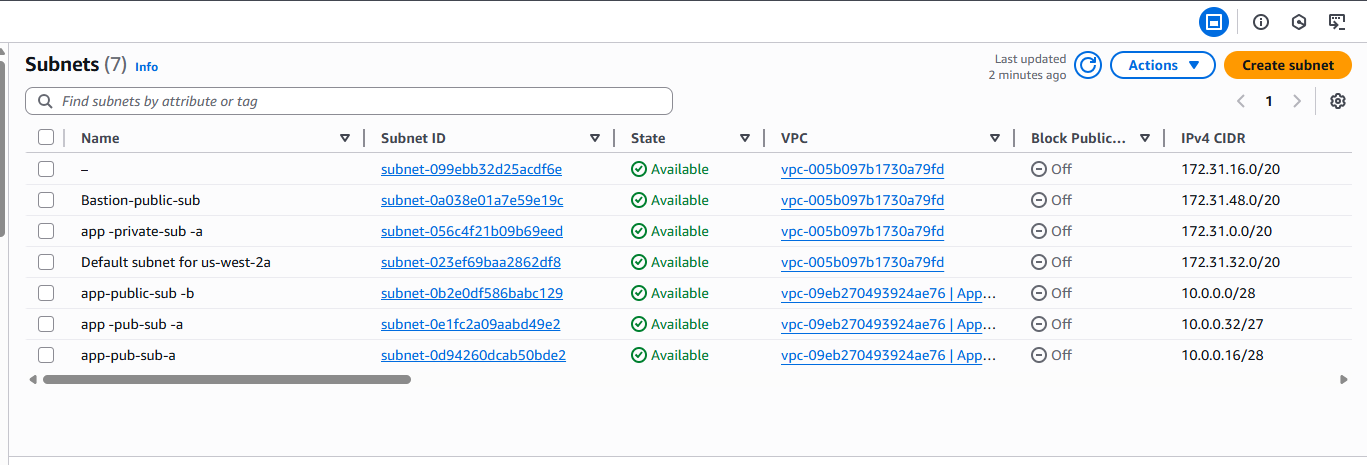 Subnets (7) Info
Last updated
2 minutes ago
Actions
Create subnet
Find subnets by attribute or tag
1
Name Subnet ID State VPC Block Public... IPv4 CIDR
– subnet-099ebb32d25acdf6e Available vpc-005b097b1730a79fd Off 172.31.16.0/20
Bastion-public-sub subnet-0a038e01a7e59e19c Available vpc-005b097b1730a79fd Off 172.31.48.0/20
app -private-sub -a subnet-056c4f21b09b69eed Available vpc-005b097b1730a79fd Off 172.31.0.0/20
Default subnet for us-west-2a subnet-023ef69baa2862df8 Available vpc-005b097b1730a79fd Off 172.31.32.0/20
app-public-sub -b subnet-0b2e0df586babc129 Available vpc-09eb270493924ae76 | App... Off 10.0.0.0/28
app -pub-sub -a subnet-0e1fc2a09aabd49e2 Available vpc-09eb270493924ae76 | App... Off 10.0.0.32/27
app-pub-sub-a subnet-0d94260dcab50bde2 Available vpc-09eb270493924ae76 | App... Off 10.0.0.16/28